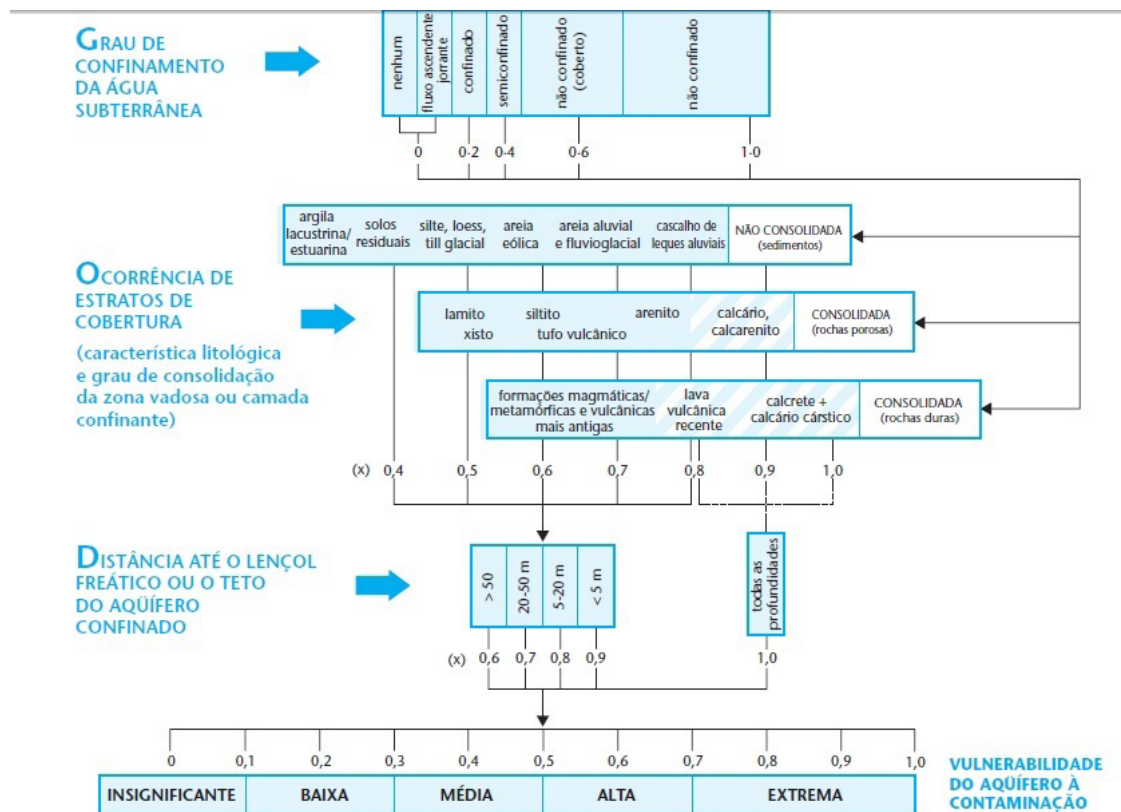 GRAU DE
CONFINAMENTO
DA ÁGUA
SUBTERRÂNEA
nenhum
fluxo ascendente
jorrante
confinado
semiconfinado
não confinado
(coberto)
não confinado
0 0·2 0·4 0·6 1·0
OCORRÊNCIA DE
ESTRATOS DE
COBERTURA
(característica litológica
e grau de consolidação
da zona vadosa ou camada
confinante)
argila
lacustrina/
estuarina
solos
residuais
silte, loess,
till glacial
areia
eólica
areia aluvial
e fluvioglacial
cascalho de
leques aluviais
NÃO CONSOLIDADA
(sedimentos)
lamito
xisto
siltito
tufo vulcânico
arenito
calcário,
calcarenito
CONSOLIDADA
(rochas porosas)
formações magmáticas/
metamórficas e vulcânicas
mais antigas
lava
vulcânica
recente
calcrete +
calcário cárstico
CONSOLIDADA
(rochas duras)
(x) 0,4 0,5 0,6 0,7 0,8 0,9 1,0
DISTÂNCIA ATÉ O LENÇOL
FREÁTICO OU O TETO
DO AQÜÍFERO
CONFINADO
> 50
20-50 m
5-20 m
< 5 m
todas as
profundidades
(x) 0,6 0,7 0,8 0,9 1,0
0 0,1 0,2 0,3 0,4 0,5 0,6 0,7 0,8 0,9 1,0
INSIGNIFICANTE BAIXA MÉDIA ALTA EXTREMA
VULNERABILIDADE
DO AQÜÍFERO À
CONTAMINAÇÃO